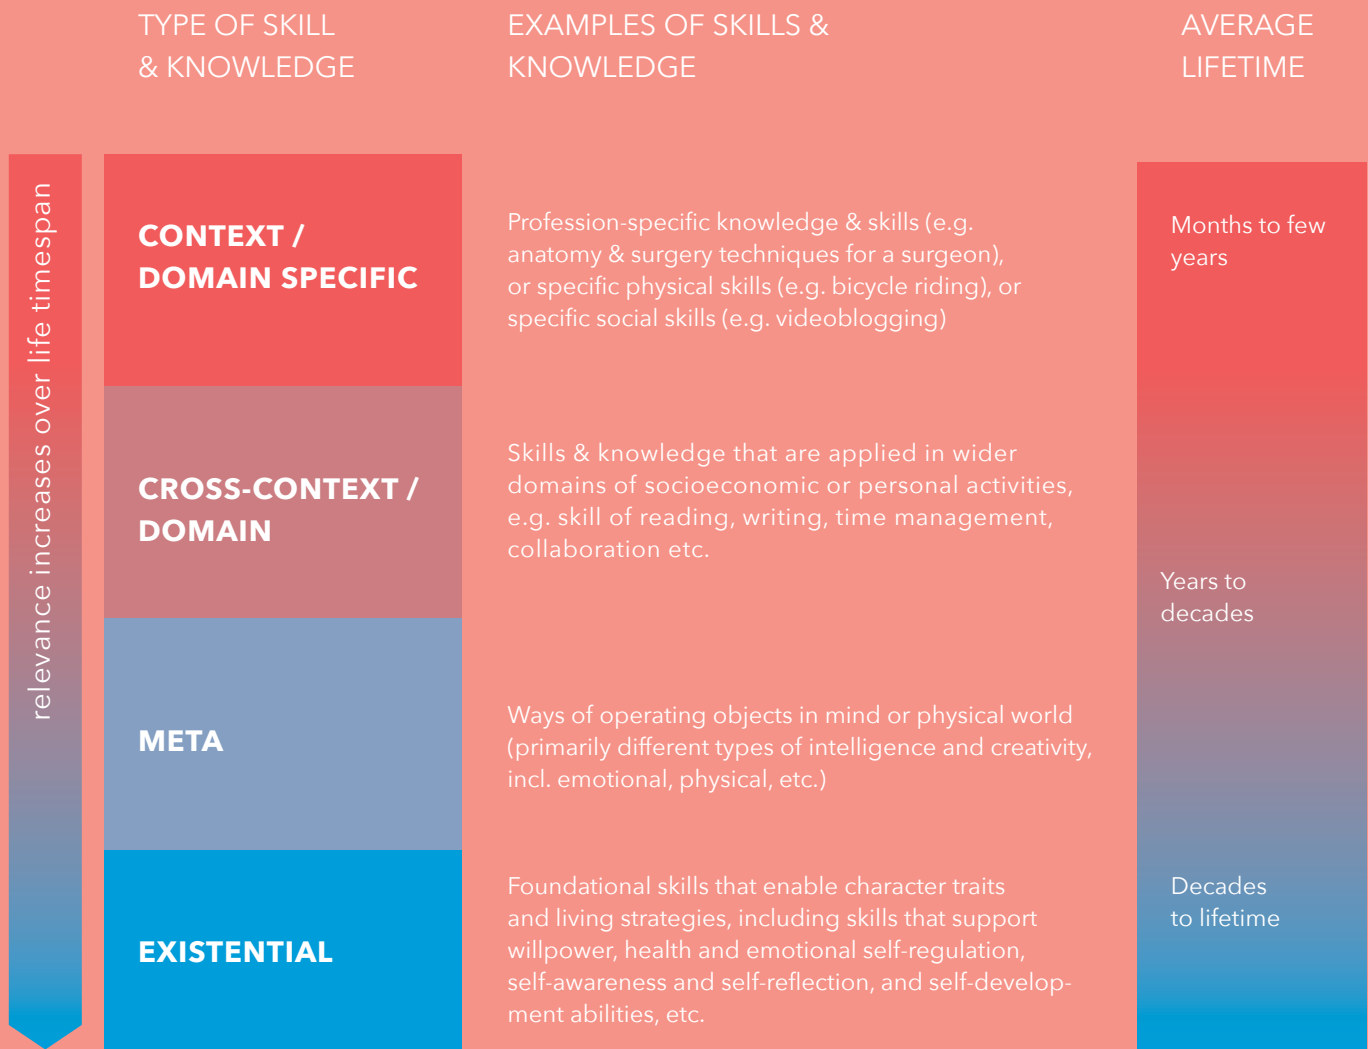 TYPE OF SKILL
& KNOWLEDGE
EXAMPLES OF SKILLS &
KNOWLEDGE
AVERAGE
LIFETIME
relevance increases over life timespan
CONTEXT /
DOMAIN SPECIFIC
Profession-specific knowledge & skills (e.g.
anatomy & surgery techniques for a surgeon),
or specific physical skills (e.g. bicycle riding), or
specific social skills (e.g. videoblogging)
Months to few
years
CROSS-CONTEXT /
DOMAIN
Skills & knowledge that are applied in wider
domains of socioeconomic or personal activities,
e.g. skill of reading, writing, time management,
collaboration etc.
Years to
decades
META
Ways of operating objects in mind or physical world
(primarily different types of intelligence and creativity,
incl. emotional, physical, etc.)
EXISTENTIAL
Foundational skills that enable character traits
and living strategies, including skills that support
willpower, health and emotional self-regulation,
self-awareness and self-reflection, and self-develop-
ment abilities, etc.
Decades
to lifetime